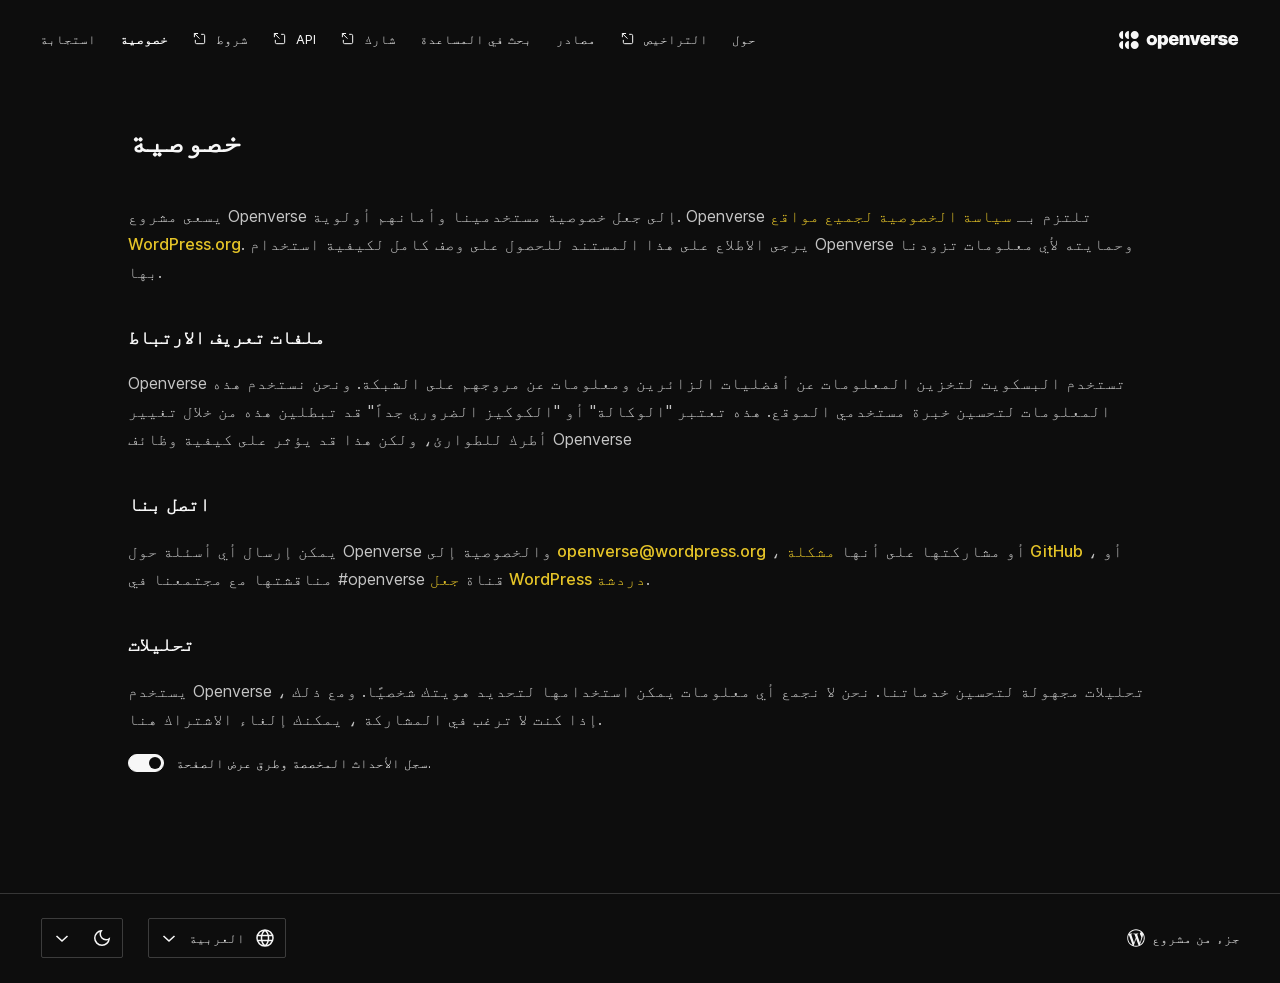 openverse
حول
التراخيص
مصادر
بحث في المساعدة
شارك
API
شروط
خصوصية
استجابة
خصوصية
يسعى مشروع Openverse إلى جعل خصوصية مستخدمينا وأمانهم أولوية. Openverse تلتزم بـ سياسة الخصوصية لجميع مواقع
WordPress.org. يرجى الاطلاع على هذا المستند للحصول على وصف كامل لكيفية استخدام Openverse وحمايته لأي معلومات تزودنا
بها.
ملفات تعريف الارتباط
Openverse تستخدم البسكويت لتخزين المعلومات عن أفضليات الزائرين ومعلومات عن مروجهم على الشبكة. ونحن نستخدم هذه
المعلومات لتحسين خبرة مستخدمي الموقع. هذه تعتبر "الوكالة" أو "الكوكيز الضروري جداً" قد تبطلين هذه من خلال تغيير
أطرك للطوارئ، ولكن هذا قد يؤثر على كيفية وظائف Openverse
اتصل بنا
يمكن إرسال أي أسئلة حول Openverse والخصوصية إلى openverse@wordpress.org ، أو مشاركتها على أنها مشكلة GitHub ، أو
مناقشتها مع مجتمعنا في #openverse قناة جعل WordPress دردشة.
تحليلات
يستخدم Openverse تحليلات مجهولة لتحسين خدماتنا. نحن لا نجمع أي معلومات يمكن استخدامها لتحديد هويتك شخصيًا. ومع ذلك ،
إذا كنت لا ترغب في المشاركة ، يمكنك إلغاء الاشتراك هنا.
سجل الأحداث المخصصة وطرق عرض الصفحة.
جزء من مشروع
العربية